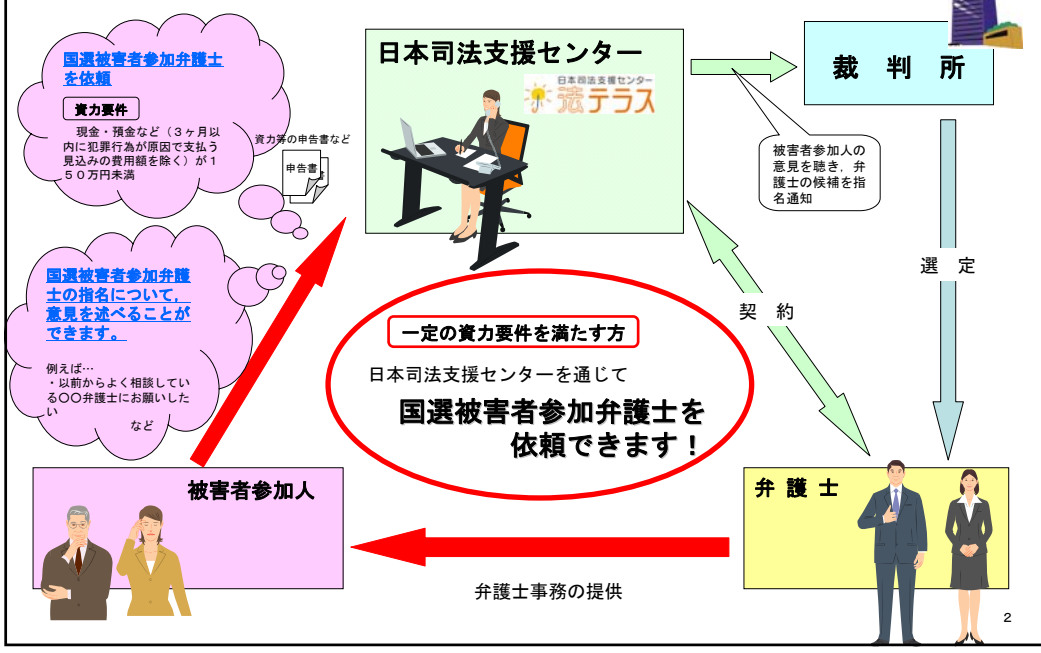 国選被害者参加弁護士
を依頼
資力要件
現金・預金など（３ヶ月以
内に犯罪行為が原因で支払う
見込みの費用額を除く）が１
５０万円未満
資力等の申告書など
申告書
国選被害者参加弁護
士の指名について，
意見を述べることが
できます。
例えば…
・以前からよく相談してい
る〇〇弁護士にお願いした
い
など
日本司法支援センター
日本司法支援センター
法テラス
裁判所
被害者参加人の
意見を聴き，弁
護士の候補を指
名通知
選定
契約
一定の資力要件を満たす方
日本司法支援センターを通じて
国選被害者参加弁護士を
依頼できます！
被害者参加人
弁護士
弁護士事務の提供
2